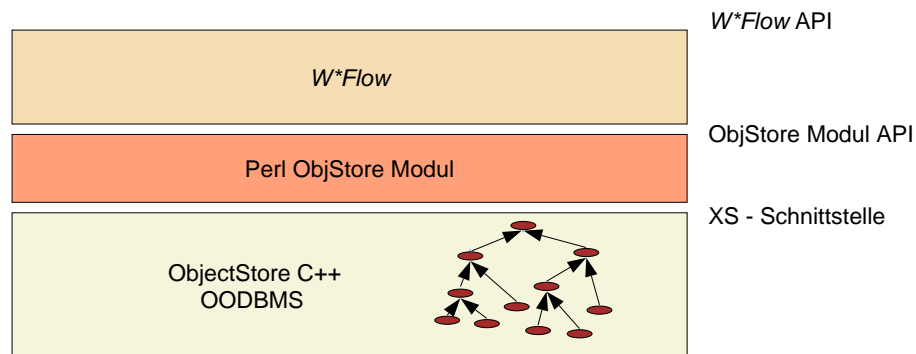 W*Flow API
W*Flow
ObjStore Modul API
Perl ObjStore Modul
XS - Schnittstelle
ObjectStore C++
OODBMS